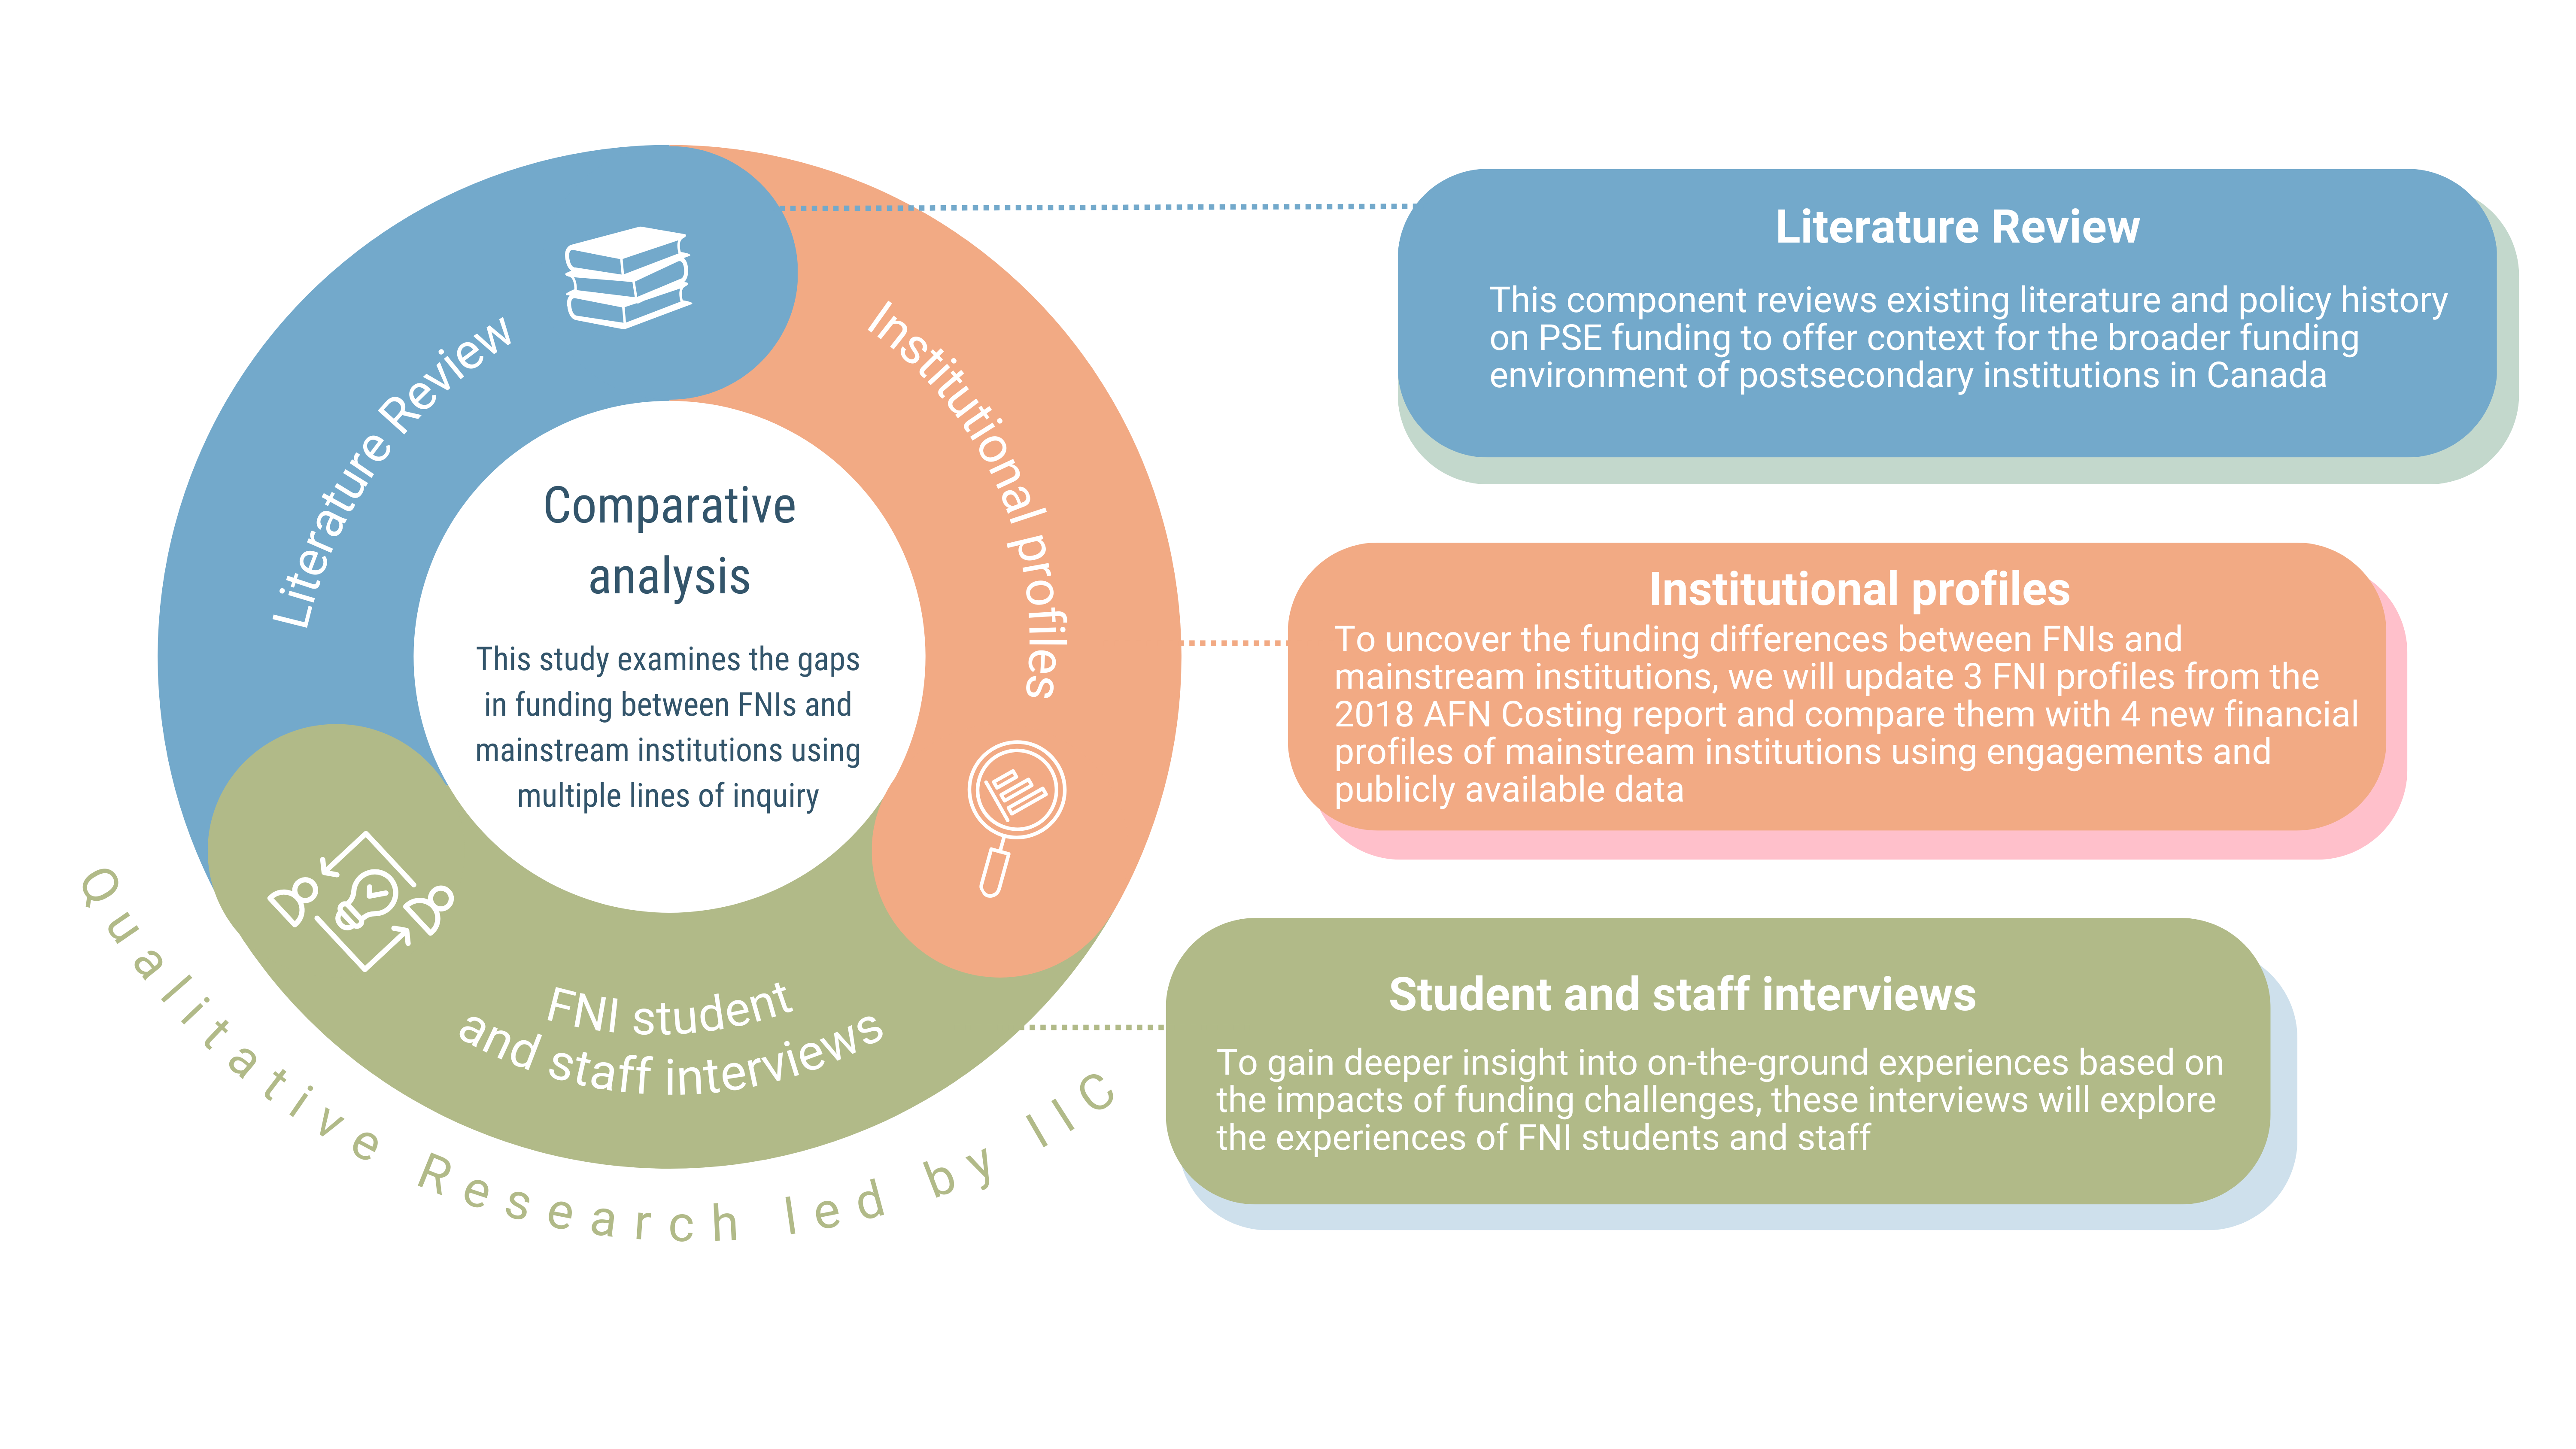 Literature Review
Institutional profiles
FNI student
and staff interviews
Qualitative Research led by IIC
Comparative
analysis
This study examines the gaps
in funding between FNIs and
mainstream institutions using
multiple lines of inquiry
Literature Review
This component reviews existing literature and policy history
on PSE funding to offer context for the broader funding
environment of postsecondary institutions in Canada
Institutional profiles
To uncover the funding differences between FNIs and
mainstream institutions, we will update 3 FNI profiles from the
2018 AFN Costing report and compare them with 4 new financial
profiles of mainstream institutions using engagements and
publicly available data
Student and staff interviews
To gain deeper insight into on-the-ground experiences based on
the impacts of funding challenges, these interviews will explore
the experiences of FNI students and staff